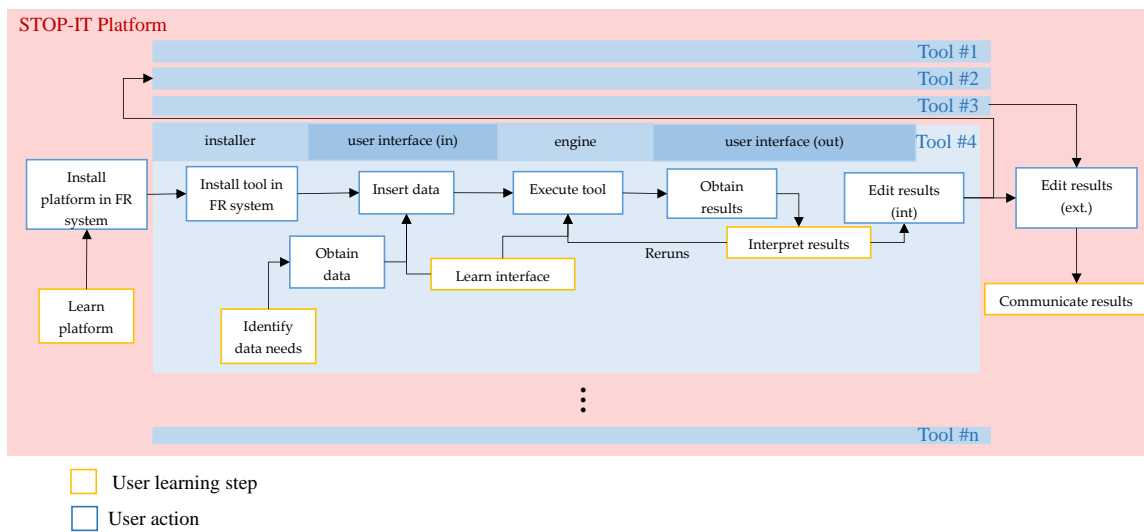 STOP-IT Platform
Tool #1
Tool #2
Tool #3
Tool #4
installer
user interface (in)
engine
user interface (out)
Install
platform in FR
system
Install tool in
FR system
Insert data
Execute tool
Obtain
results
Edit results
(int)
Edit results
(ext.)
Obtain
data
Learn interface
Reruns
Interpret results
Learn
platform
Identify
data needs
Communicate results
⋮
Tool #n
User learning step
User action